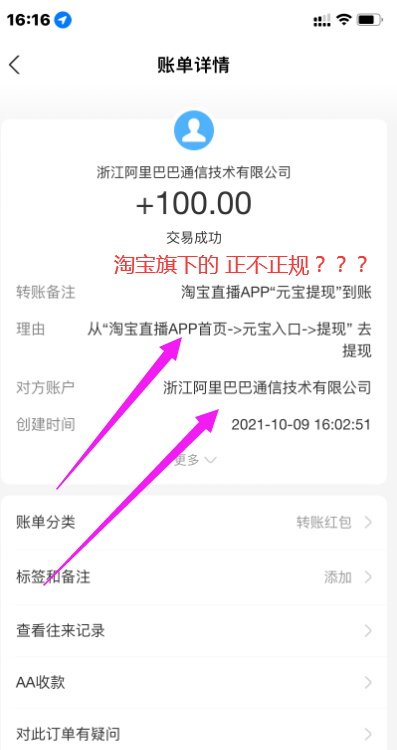 16:16
账单详情
浙江阿里巴巴通信技术有限公司
+100.00
交易成功
淘宝旗下的 正不正规？？？
转账备注 淘宝直播APP“元宝提现”到账
理由 从“淘宝直播APP首页->元宝入口->提现” 去
提现
对方账户 浙江阿里巴巴通信技术有限公司
创建时间 2021-10-09 16:02:51
更多
账单分类 转账红包
标签和备注 添加
查看往来记录
AA收款
对此订单有疑问